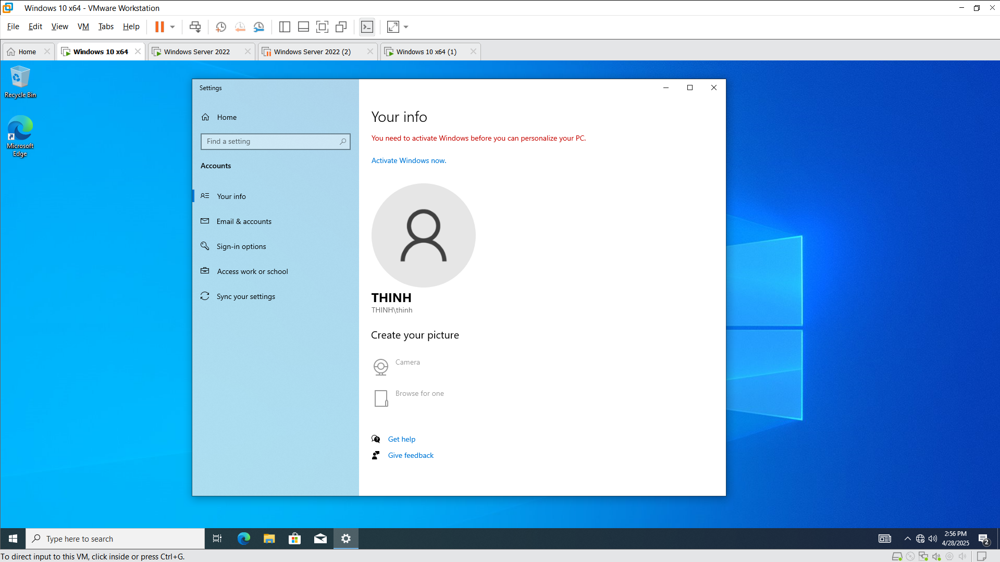 Windows 10 x64 - VMware Workstation
File Edit View VM Tabs Help
Home Windows 10 x64 Windows Server 2022 Windows Server 2022 (2) Windows 10 x64 (1)
Recycle Bin
Microsoft
Edge
Settings
Home
Find a setting
Accounts
Your info
Email & accounts
Sign-in options
Access work or school
Sync your settings
Your info
You need to activate Windows before you can personalize your PC.
Activate Windows now.
THINH
THINH\thinh
Create your picture
Camera
Browse for one
Get help
Give feedback
Type here to search
2:56 PM
4/28/2025
2
To direct input to this VM, click inside or press Ctrl+G.